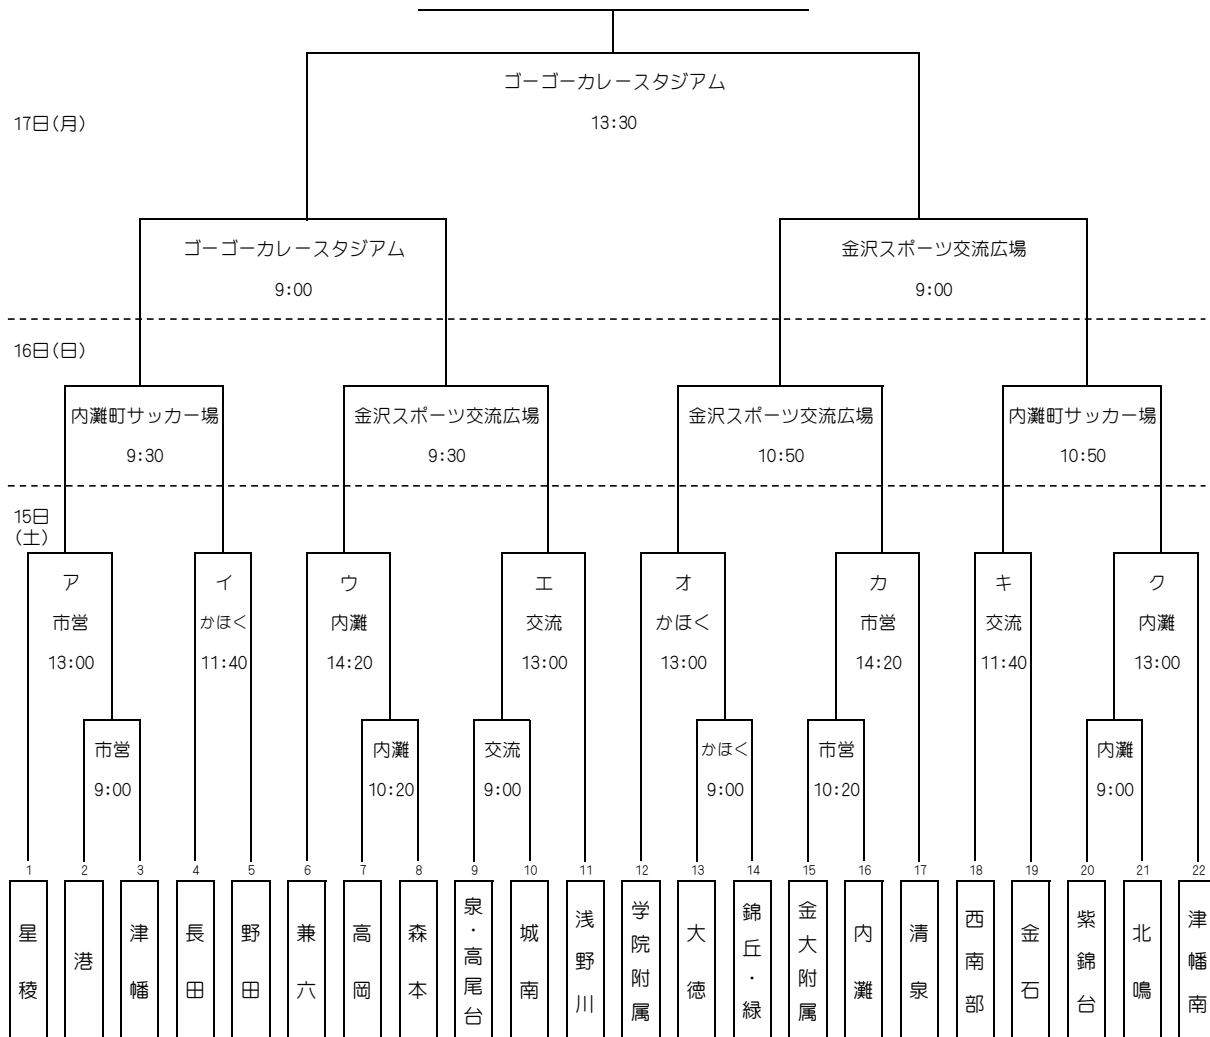 ゴーゴーカレースタジアム
17日(月)
13:30
ゴーゴーカレースタジアム
金沢スポーツ交流広場
9:00
9:00
16日(日)
内灘町サッカー場
金沢スポーツ交流広場
金沢スポーツ交流広場
内灘町サッカー場
9:30
9:30
10:50
10:50
15日
(土)
ア
イ
ウ
エ
オ
カ
キ
ク
市営
かほく
内灘
交流
かほく
市営
交流
内灘
13:00
11:40
14:20
13:00
13:00
14:20
11:40
13:00
市営
内灘
交流
かほく
市営
内灘
9:00
10:20
9:00
9:00
10:20
9:00
1
2
3
4
5
6
7
8
9
10
11
12
13
14
15
16
17
18
19
20
21
22
星稜
港
津幡
長田
野田
兼六
高岡
森本
泉・高尾台
城南
浅野川
学院附属
大徳
錦丘・緑
金大附属
内灘
清泉
西南部
金石
紫錦台
北鳴
津幡南